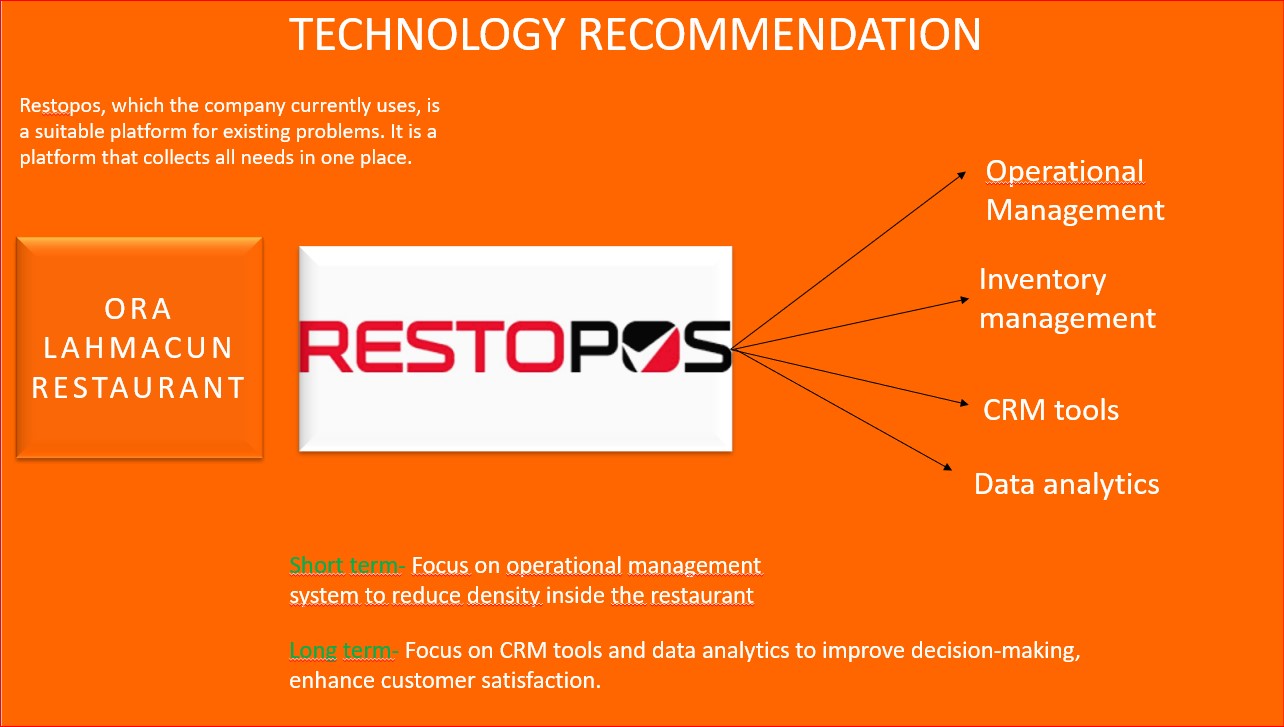 TECHNOLOGY RECOMMENDATION
Restopos, which the company currently uses, is
a suitable platform for existing problems. It is a
platform that collects all needs in one place.
ORA
LAHMACUN
RESTAURANT
RESTOPOS
Operational
Management
Inventory
management
CRM tools
Data analytics
Short term- Focus on operational management
system to reduce density inside the restaurant
Long term- Focus on CRM tools and data analytics to improve decision-making,
enhance customer satisfaction.